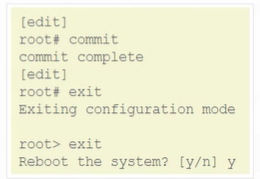 [edit]
root# commit
commit complete
[edit]
root# exit
Exiting configuration mode
root> exit
Reboot the system? [y/n] y